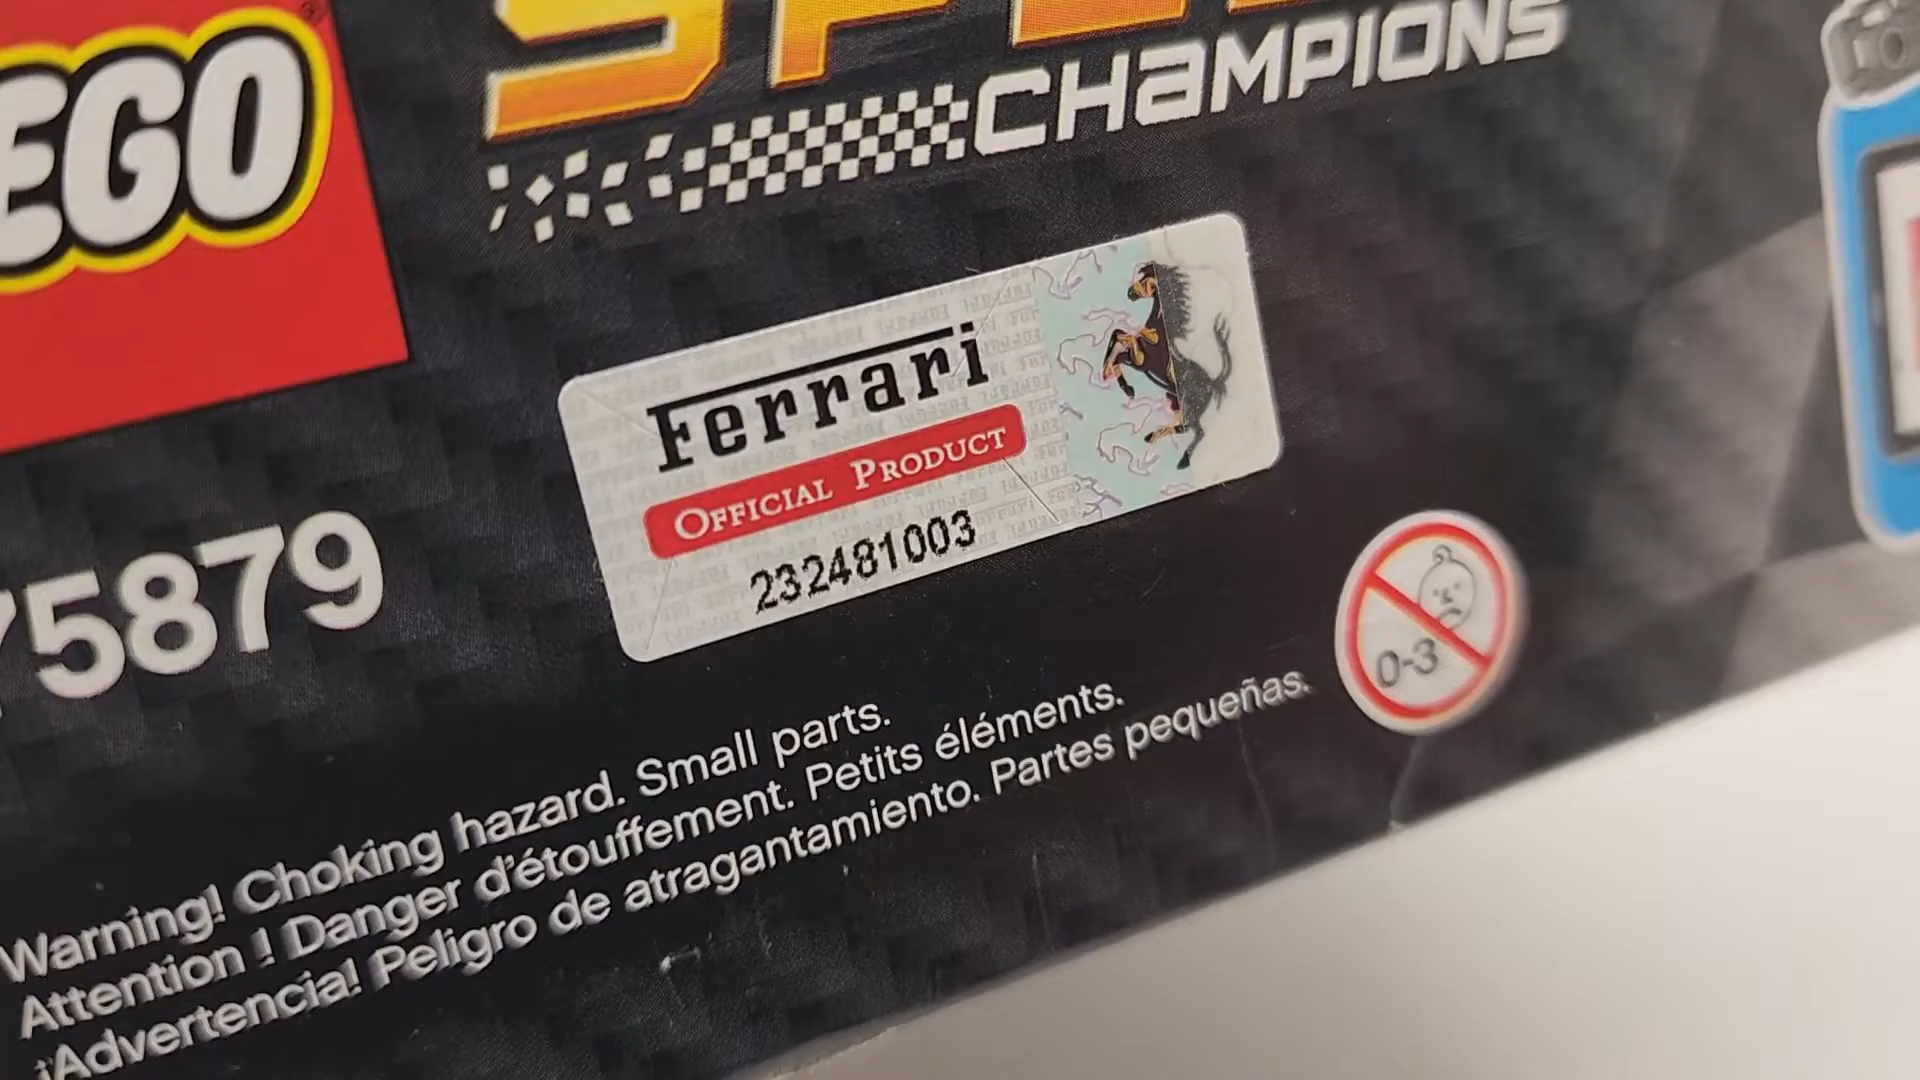 LEGO
CHAMPIONS
Ferrari
OFFICIAL PRODUCT
232481003
75879
0-3
Warning! Choking hazard. Small parts.
Attention ! Danger d'étouffement. Petits éléments.
¡Advertencia! Peligro de atragantamiento. Partes pequeñas.